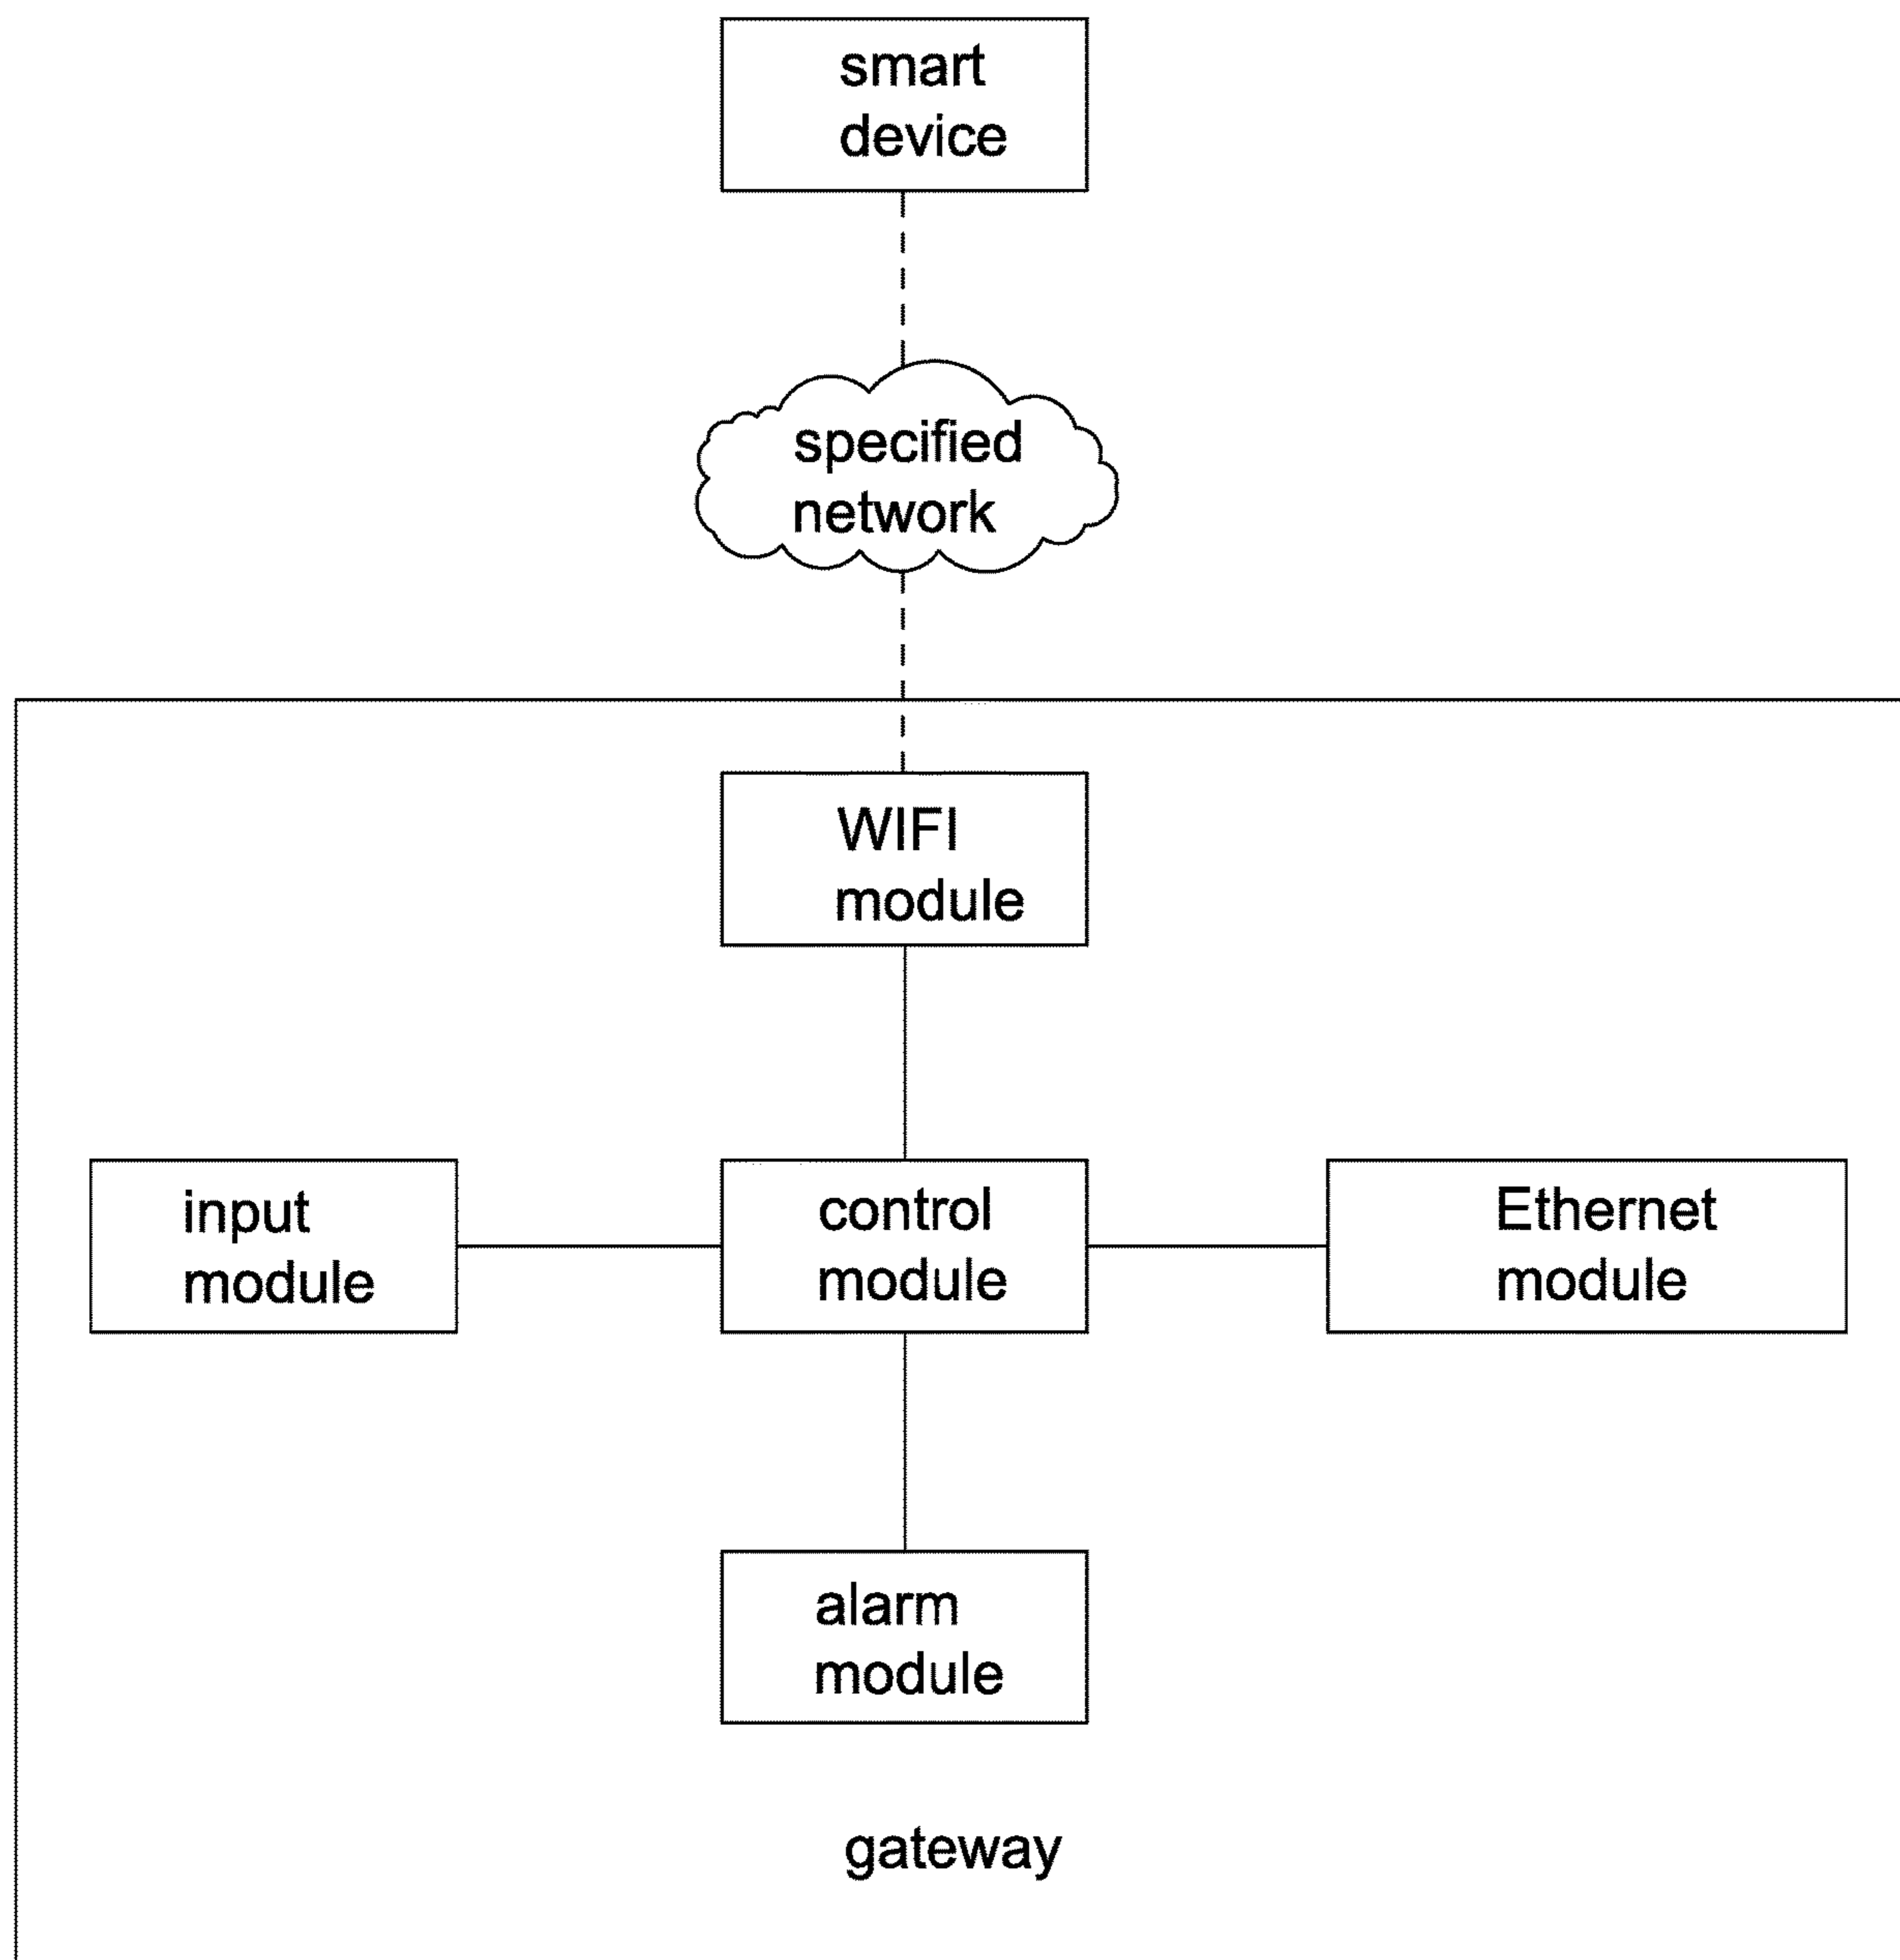 smart
device
specified
network
WIFI
module
input
module
control
module
Ethernet
module
alarm
module
gateway